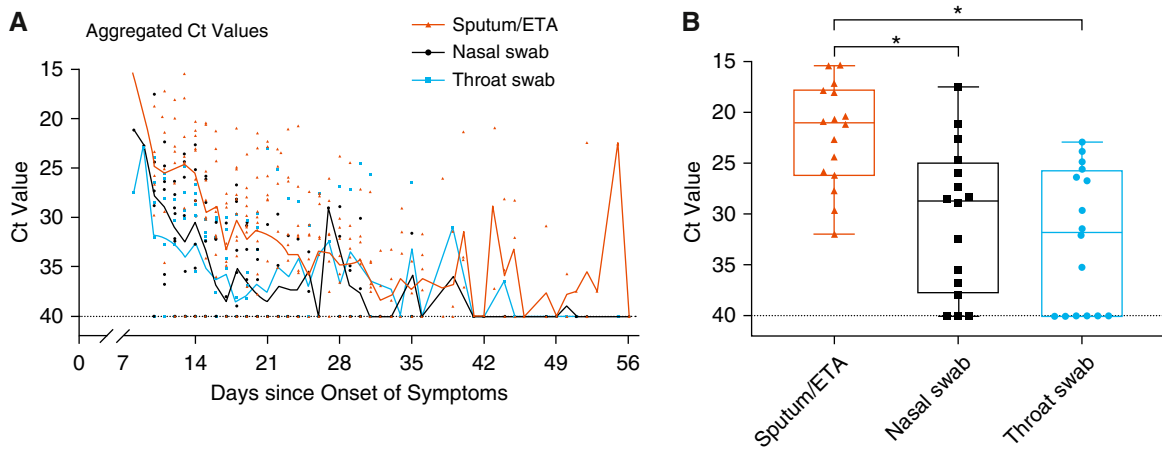 A
Aggregated Ct Values
Sputum/ETA
Nasal swab
Throat swab
Ct Value
15
20
25
30
35
40
0 7 14 21 28 35 42 49 56
Days since Onset of Symptoms
B
*
*
Ct Value
15
20
25
30
35
40
Sputum/ETA
Nasal swab
Throat swab